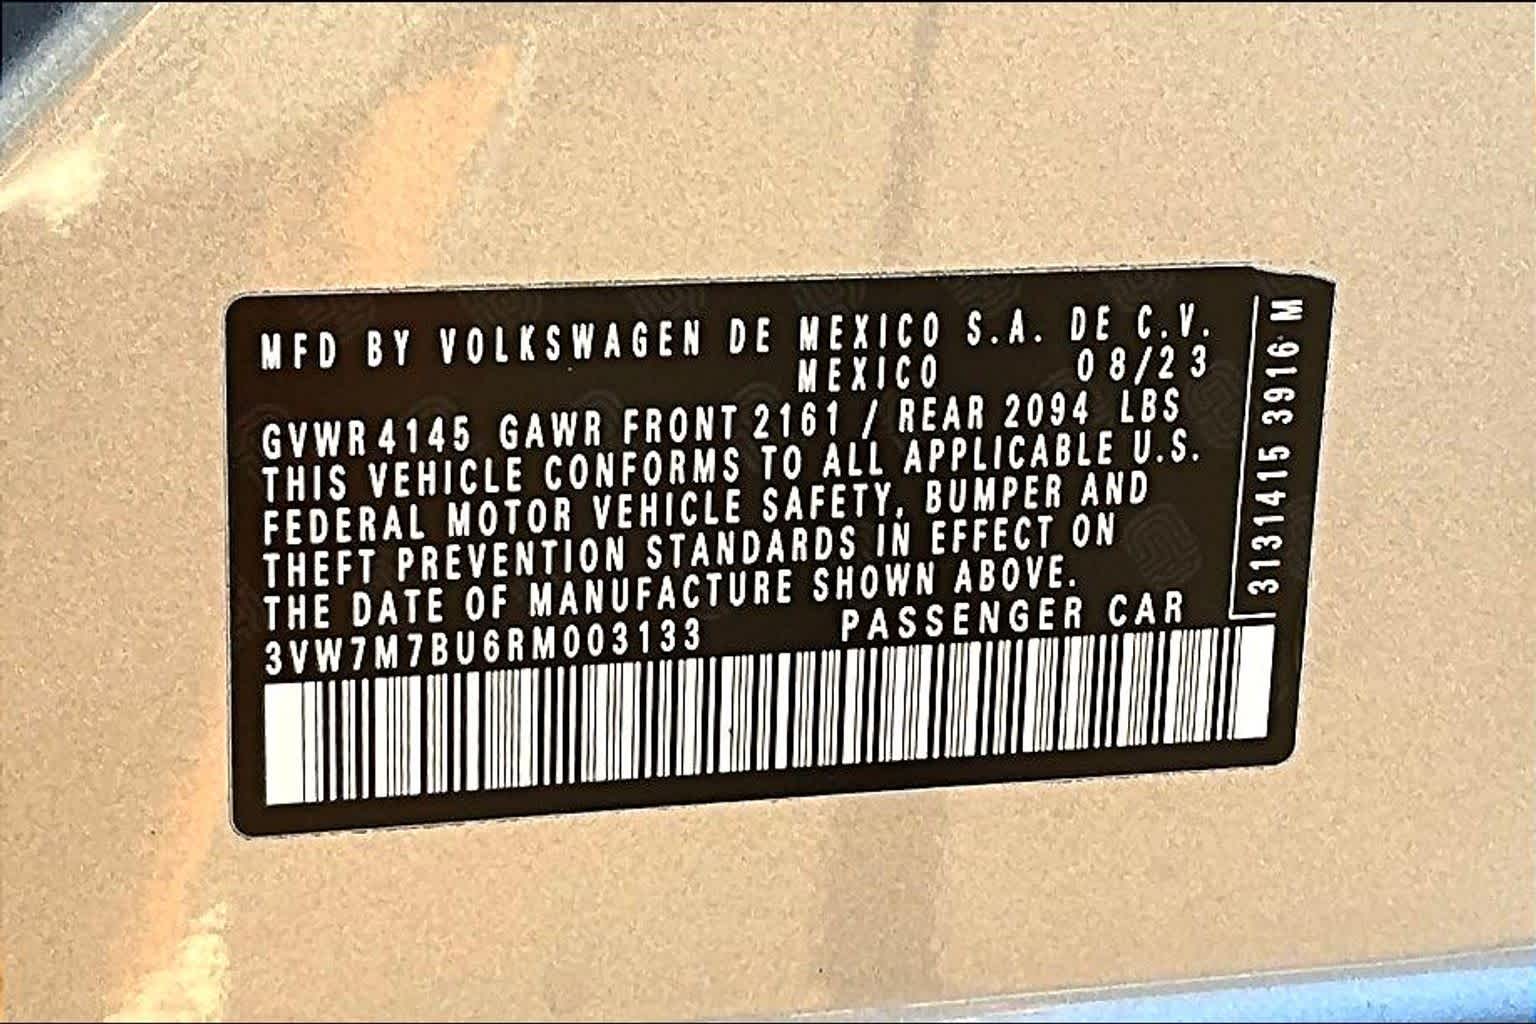 MFD BY VOLKSWAGEN DE MEXICO S.A. DE C.V.
MEXICO 08/23
GVWR 4145 GAWR FRONT 2161 / REAR 2094 LBS
THIS VEHICLE CONFORMS TO ALL APPLICABLE U.S.
FEDERAL MOTOR VEHICLE SAFETY, BUMPER AND
THEFT PREVENTION STANDARDS IN EFFECT ON
THE DATE OF MANUFACTURE SHOWN ABOVE.
3VW7M7BU6RM003133 PASSENGER CAR
3131415 3916 M